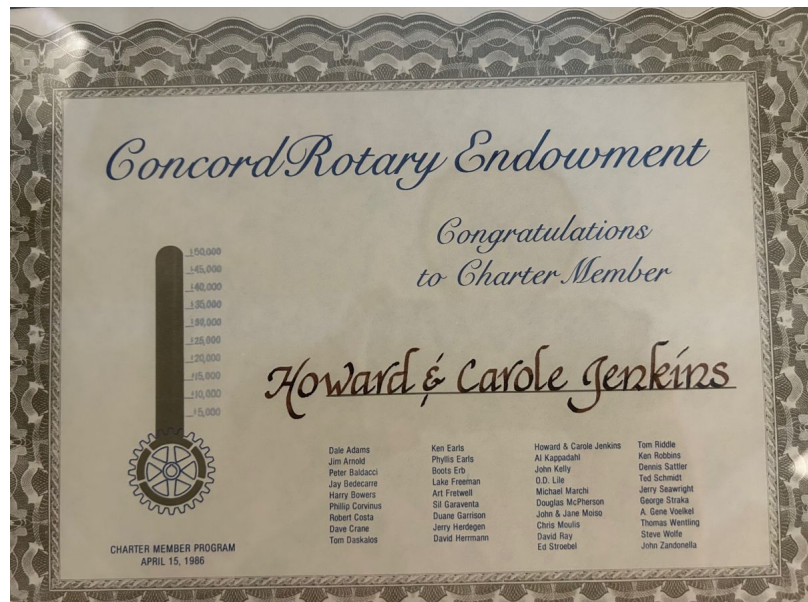 Concord Rotary Endowment
Congratulations
to Charter Member
$50,000
$45,000
$40,000
$35,000
$30,000
$25,000
$20,000
$15,000
$10,000
$5,000
Howard & Carole Jenkins
Dale Adams
Jim Arnold
Peter Baldacci
Jay Bedecarre
Harry Bowers
Phillip Corvinus
Robert Costa
Dave Crane
Tom Daskalos
Ken Earls
Phyllis Earls
Boots Erb
Lake Freeman
Art Fretwell
Sil Garaventa
Duane Garrison
Jerry Herdegen
David Herrmann
Howard & Carole Jenkins
Al Kappadahl
John Kelly
O.D. Lile
Michael Marchi
Douglas McPherson
John & Jane Moiso
Chris Moulis
David Ray
Ed Stroebel
Tom Riddle
Ken Robbins
Dennis Sattler
Ted Schmidt
Jerry Seawright
George Straka
A. Gene Voelkel
Thomas Wentling
Steve Wolfe
John Zandonella
CHARTER MEMBER PROGRAM
APRIL 15, 1986